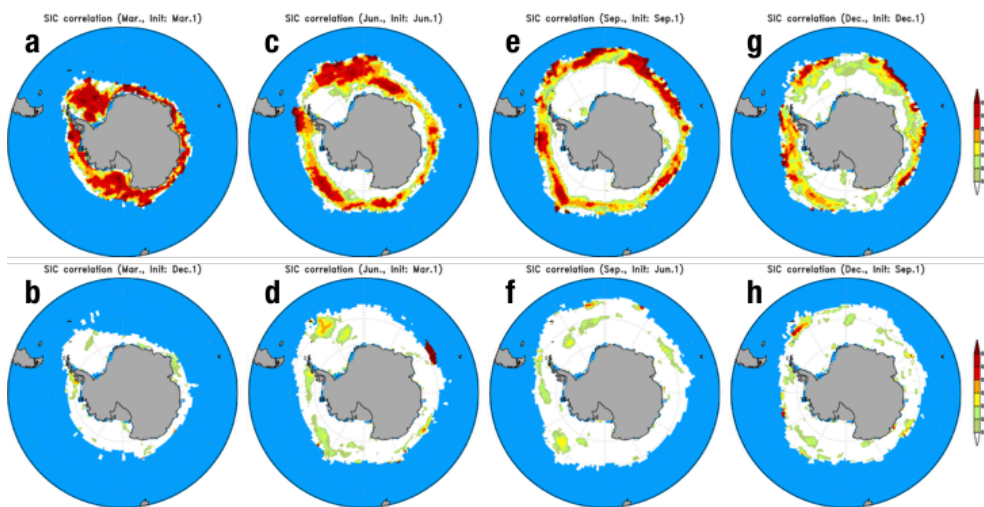 SIC correlation (Mar., Init: Mar.1)
a
SIC correlation (Jun., Init: Jun.1)
c
SIC correlation (Sep., Init: Sep.1)
e
SIC correlation (Dec., Init: Dec.1)
g
SIC correlation (Mar., Init: Dec.1)
b
SIC correlation (Jun., Init: Mar.1)
d
SIC correlation (Sep., Init: Jun.1)
f
SIC correlation (Dec., Init: Sep.1)
h